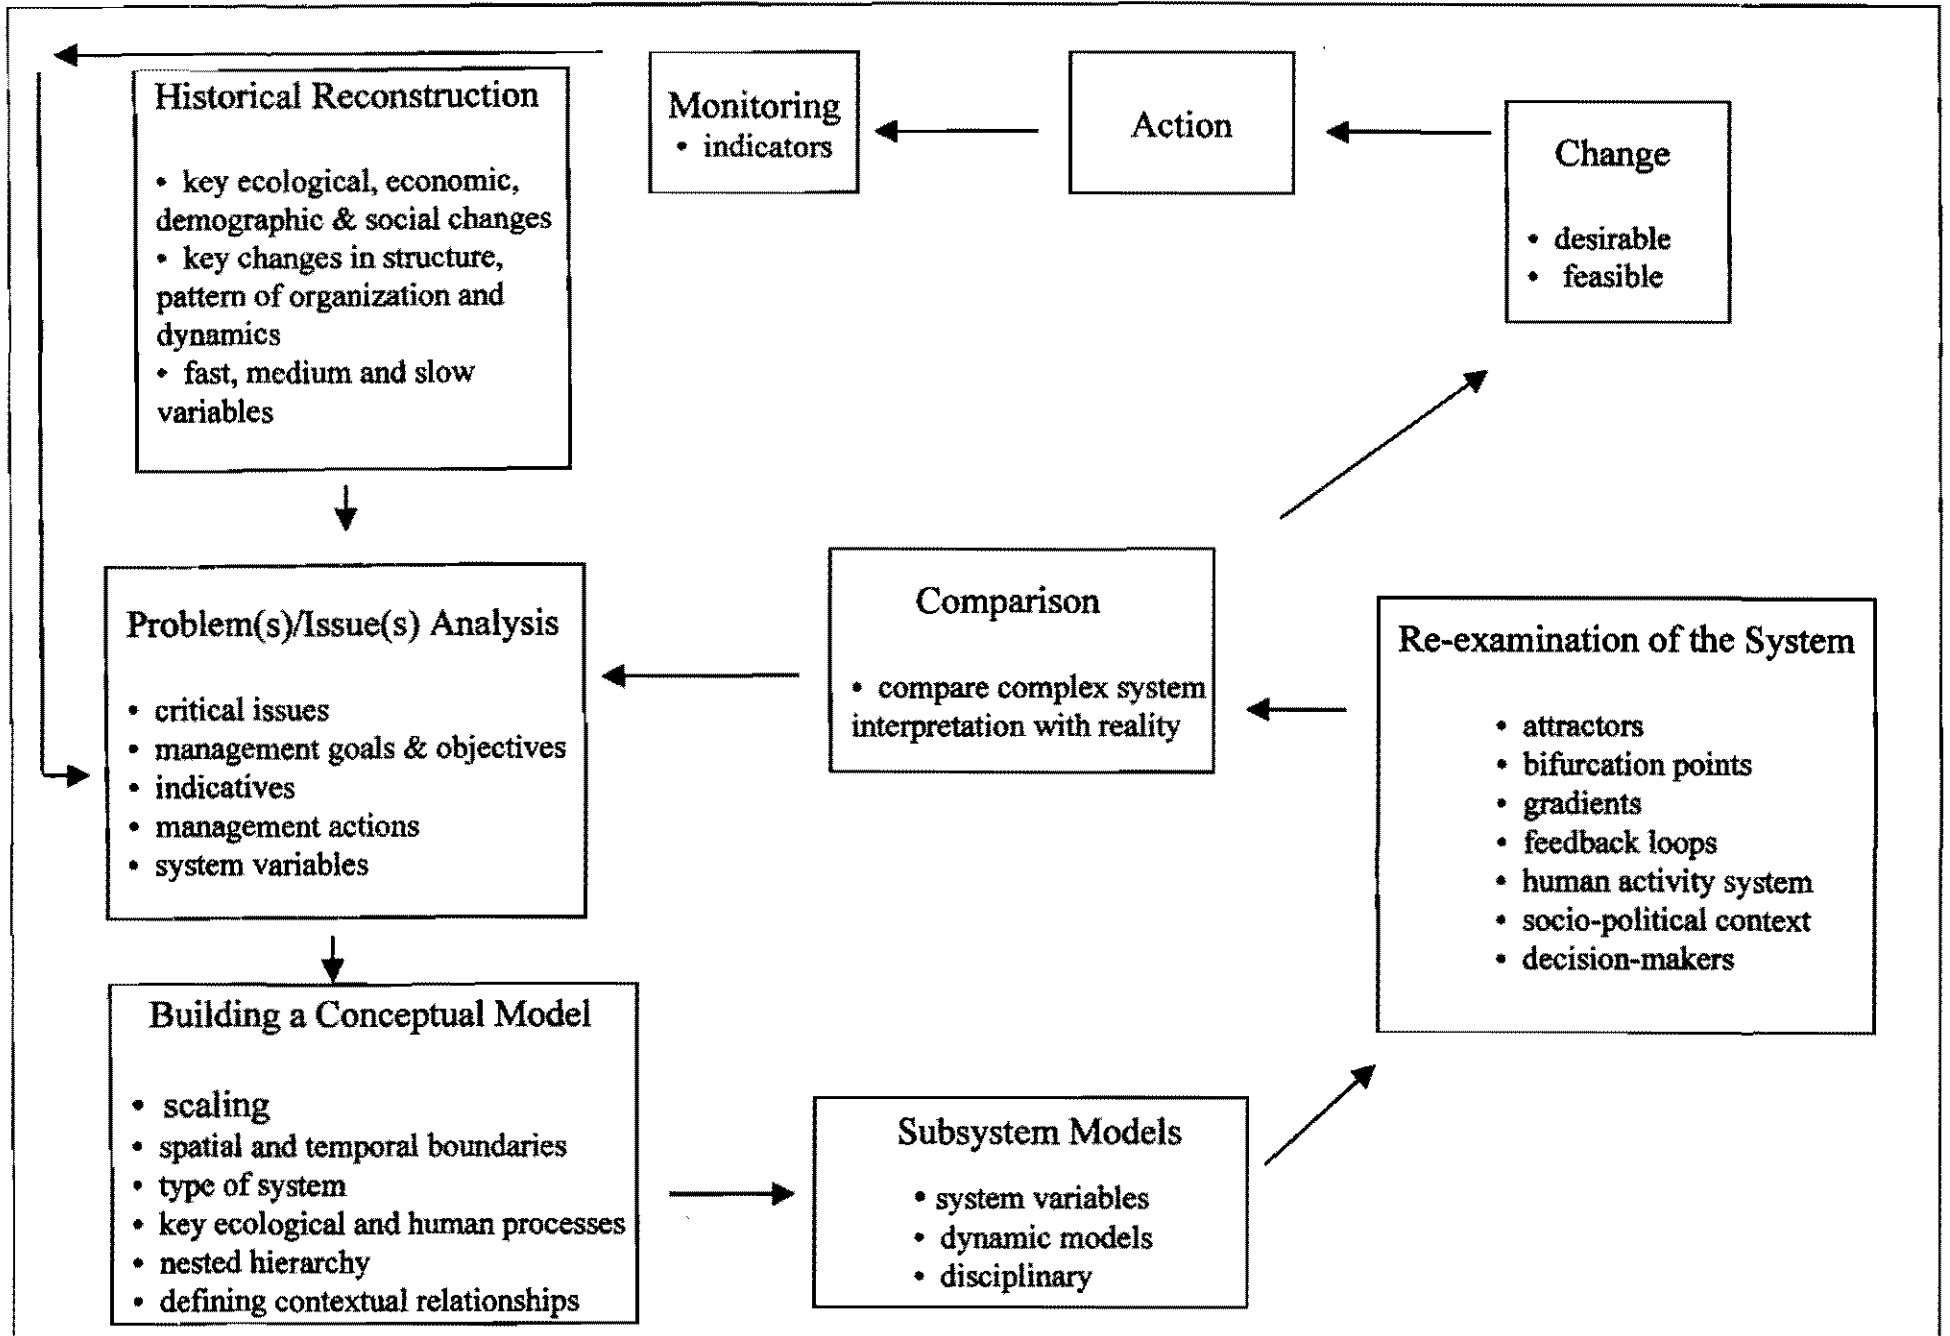 Historical Reconstruction
• key ecological, economic,
demographic & social changes
• key changes in structure,
pattern of organization and
dynamics
• fast, medium and slow
variables
Monitoring
• indicators
Action
Change
• desirable
• feasible
Problem(s)/Issue(s) Analysis
• critical issues
• management goals & objectives
• indicatives
• management actions
• system variables
Comparison
• compare complex system
interpretation with reality
Re-examination of the System
• attractors
• bifurcation points
• gradients
• feedback loops
• human activity system
• socio-political context
• decision-makers
Building a Conceptual Model
• scaling
• spatial and temporal boundaries
• type of system
• key ecological and human processes
• nested hierarchy
• defining contextual relationships
Subsystem Models
• system variables
• dynamic models
• disciplinary